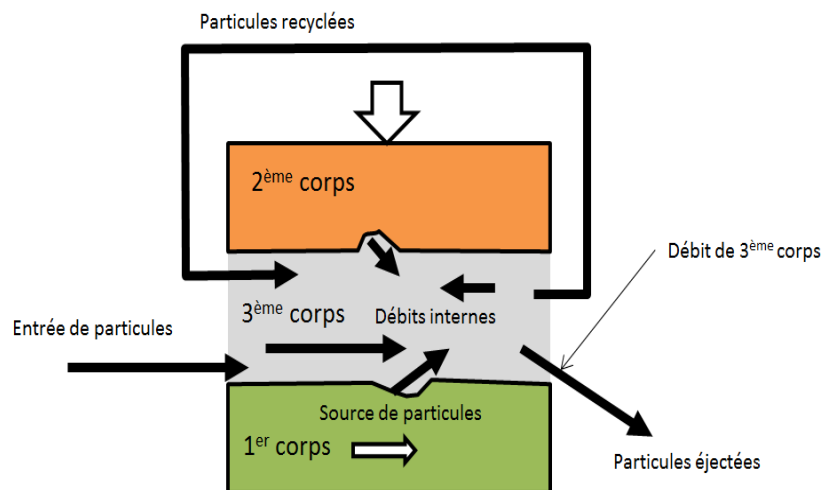 Particules recyclées
2ème corps
Débit de 3ème corps
3ème corps
Débits internes
Entrée de particules
Source de particules
1er corps
Particules éjectées